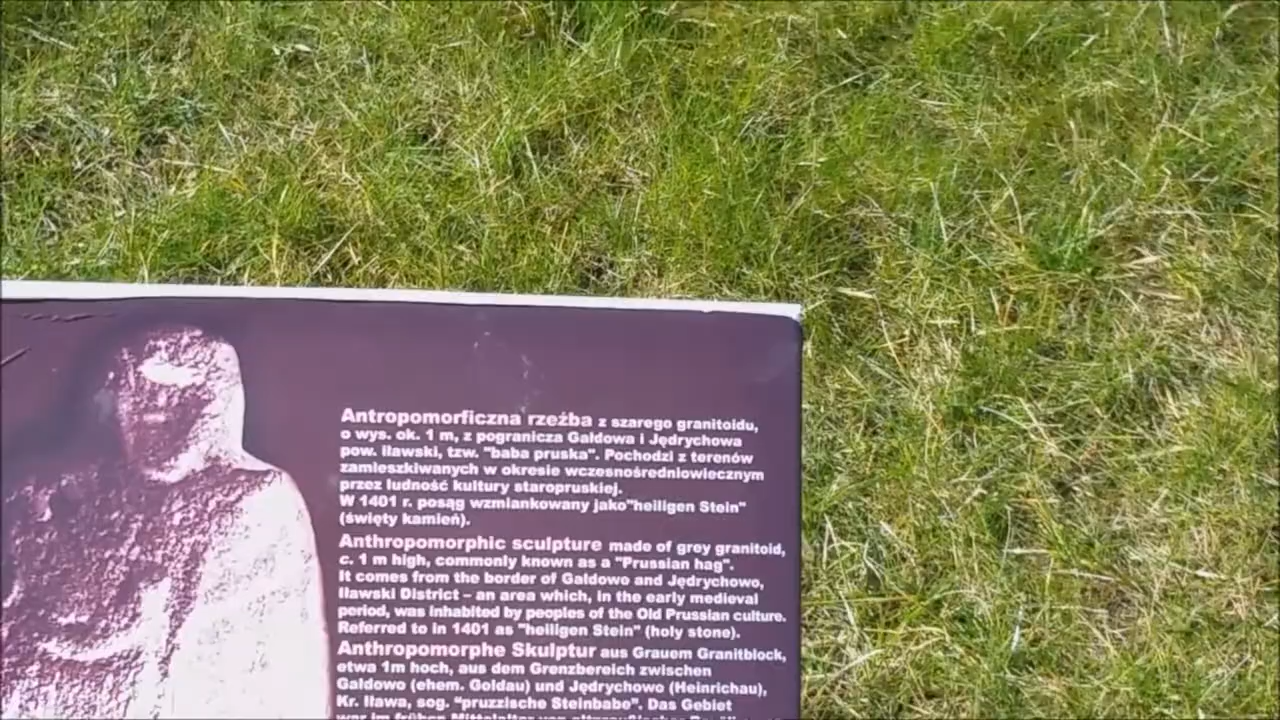 Antropomorficzna rzeźba z szarego granitoidu,
o wys. ok. 1 m, z pogranicza Gałdowa i Jędrychowa
pow. iławski, tzw. "baba pruska". Pochodzi z terenów
zamieszkiwanych w okresie wczesnośredniowiecznym
przez ludność kultury staropruskiej.
W 1401 r. posąg wzmiankowany jako"heiligen Stein"
(święty kamień).
Anthropomorphic sculpture made of grey granitoid,
c. 1 m high, commonly known as a "Prussian hag".
It comes from the border of Gałdowo and Jędrychowo,
Iławski District – an area which, in the early medieval
period, was inhabited by peoples of the Old Prussian culture.
Referred to in 1401 as "heiligen Stein" (holy stone).
Anthropomorphe Skulptur aus Grauem Granitblock,
etwa 1m hoch, aus dem Grenzbereich zwischen
Gałdowo (ehem. Goldau) und Jędrychowo (Heinrichau),
Kr. Iława, sog. "pruzzische Steinbabe". Das Gebiet
war im frühen Mittelalter von